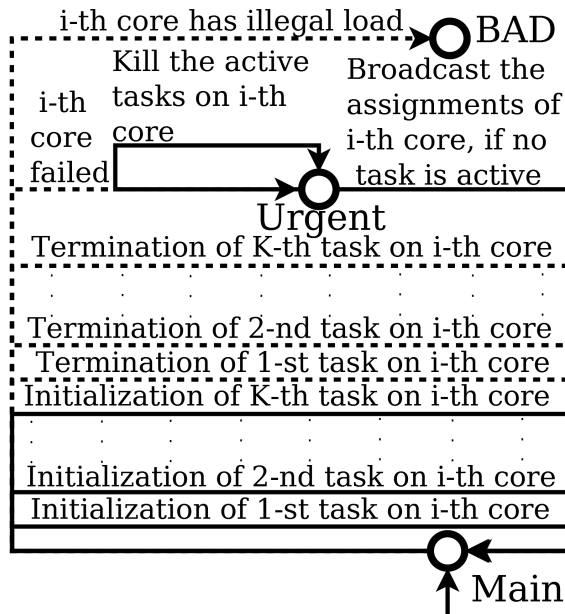 i-th core has illegal load
BAD
Kill the active
tasks on i-th
core
Broadcast the
assignments of
i-th core, if no
task is active
i-th
core
failed
Urgent
Termination of K-th task on i-th core
Termination of 2-nd task on i-th core
Termination of 1-st task on i-th core
Initialization of K-th task on i-th core
Initialization of 2-nd task on i-th core
Initialization of 1-st task on i-th core
Main